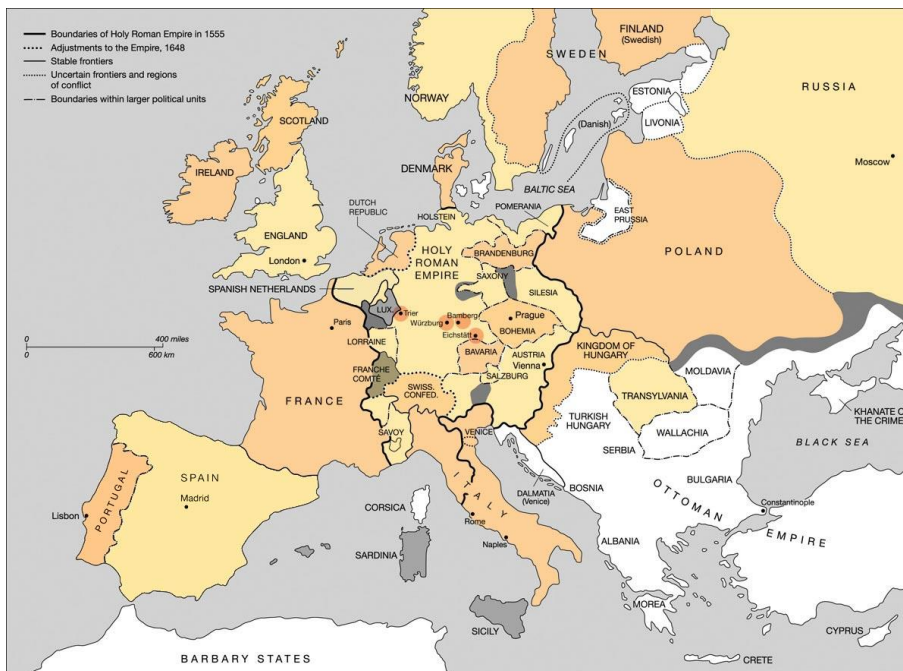 Boundaries of Holy Roman Empire in 1555
Adjustments to the Empire, 1648
Stable frontiers
Uncertain frontiers and regions
of conflict
Boundaries within larger political units
FINLAND
(Swedish)
SWEDEN
NORWAY
RUSSIA
ESTONIA
LIVONIA
(Danish)
SCOTLAND
Moscow
IRELAND
DENMARK
BALTIC SEA
EAST
PRUSSIA
DUTCH
REPUBLIC
HOLSTEIN
POMERANIA
ENGLAND
London
HOLY
ROMAN
EMPIRE
BRANDENBURG
POLAND
SAXONY
SPANISH NETHERLANDS
SILESIA
LUX.
Trier
Bamberg
Würzburg
Prague
Paris
Eichstätt
BOHEMIA
0 400 miles
0 600 km
LORRAINE
BAVARIA
AUSTRIA
Vienna
KINGDOM OF
HUNGARY
FRANCHE
COMTÉ
SALZBURG
MOLDAVIA
SWISS.
CONFED.
FRANCE
TRANSYLVANIA
KHANATE O
THE CRIME
TURKISH
HUNGARY
SAVOY
VENICE
WALLACHIA
SERBIA
BLACK SEA
SPAIN
PORTUGAL
Madrid
ITALY
DALMATIA
(Venice)
BOSNIA
BULGARIA
CORSICA
Lisbon
Rome
OTTOMAN
EMPIRE
Constantinople
SARDINIA
Naples
ALBANIA
MOREA
SICILY
CYPRUS
BARBARY STATES
CRETE